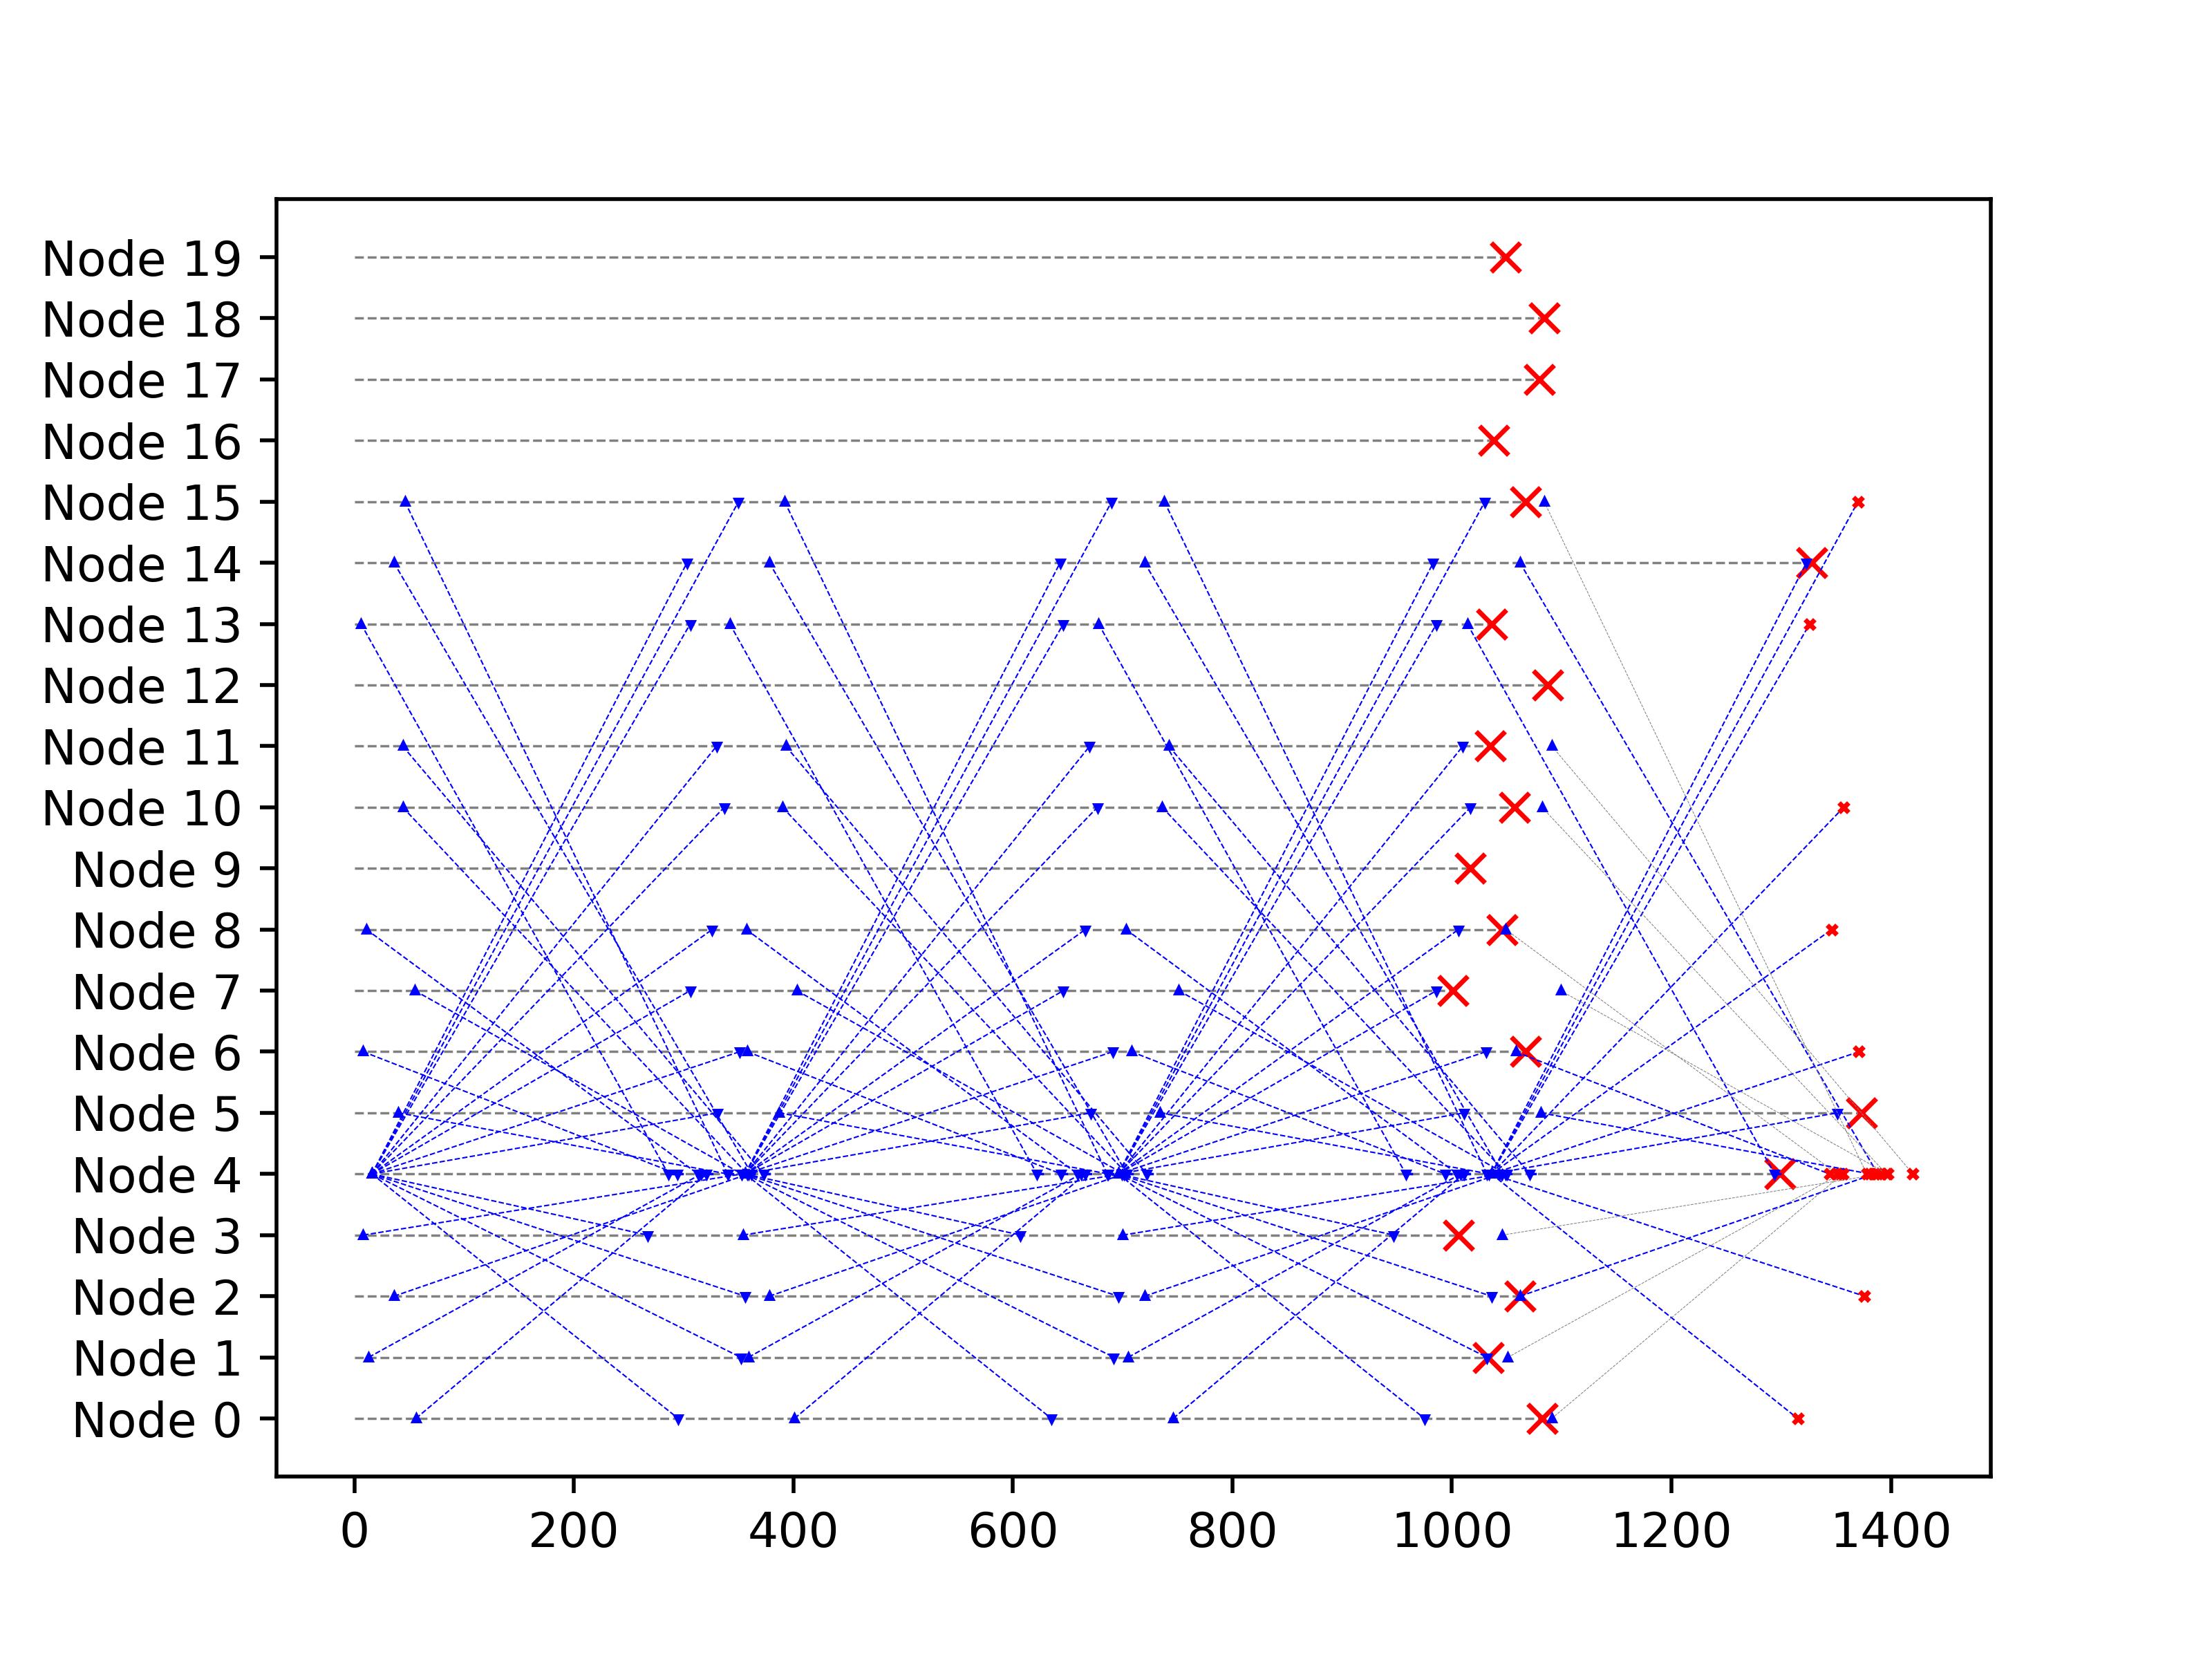 Node 19
Node 18
Node 17
Node 16
Node 15
Node 14
Node 13
Node 12
Node 11
Node 10
Node 9
Node 8
Node 7
Node 6
Node 5
Node 4
Node 3
Node 2
Node 1
Node 0
0 200 400 600 800 1000 1200 1400